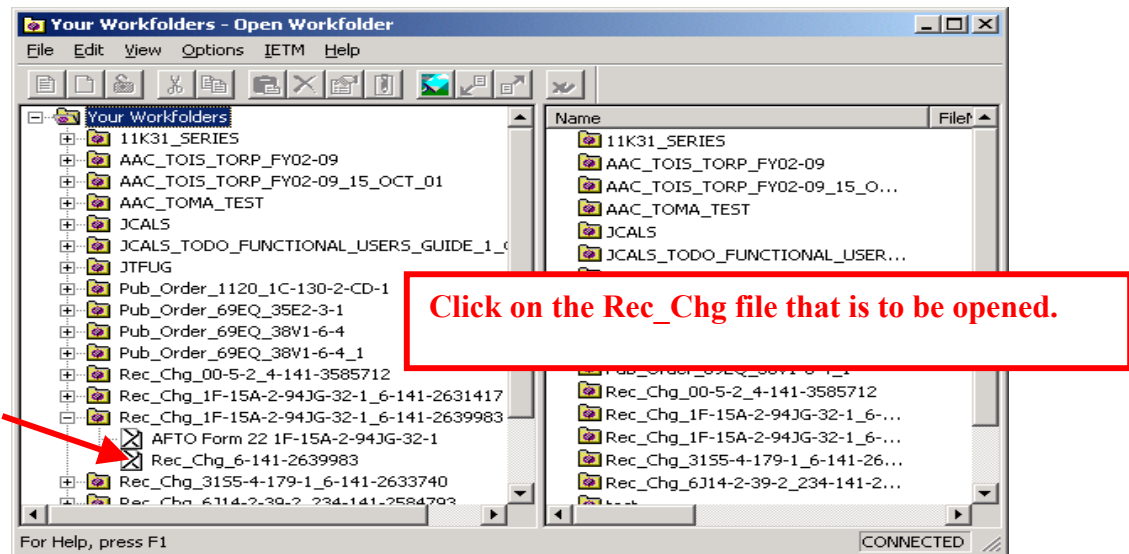 Your Workfolders - Open Workfolder
File Edit View Options IETM Help
Your Workfolders
11K31_SERIES
AAC_TOIS_TORP_FY02-09
AAC_TOIS_TORP_FY02-09_15_OCT_01
AAC_TOMA_TEST
JCALS
JCALS_TODO_FUNCTIONAL_USERS_GUIDE_1_
JTFUG
Pub_Order_1120_1C-130-2-CD-1
Pub_Order_69EQ_35E2-3-1
Pub_Order_69EQ_38V1-6-4
Pub_Order_69EQ_38V1-6-4_1
Rec_Chg_00-5-2_4-141-3585712
Rec_Chg_1F-15A-2-94JG-32-1_6-141-2631417
Rec_Chg_1F-15A-2-94JG-32-1_6-141-2639983
AFTO Form 22 1F-15A-2-94JG-32-1
Rec_Chg_6-141-2639983
Rec_Chg_31S5-4-179-1_6-141-2633740
Rec_Chg_6J14-2-39-2_234-141-2584793
Name
11K31_SERIES
AAC_TOIS_TORP_FY02-09
AAC_TOIS_TORP_FY02-09_15_O...
AAC_TOMA_TEST
JCALS
JCALS_TODO_FUNCTIONAL_USER...
Click on the Rec_Chg file that is to be opened.
Rec_Chg_00-5-2_4-141-3585712
Rec_Chg_1F-15A-2-94JG-32-1_6-...
Rec_Chg_1F-15A-2-94JG-32-1_6-...
Rec_Chg_31S5-4-179-1_6-141-26...
Rec_Chg_6J14-2-39-2_234-141-2...
For Help, press F1
CONNECTED